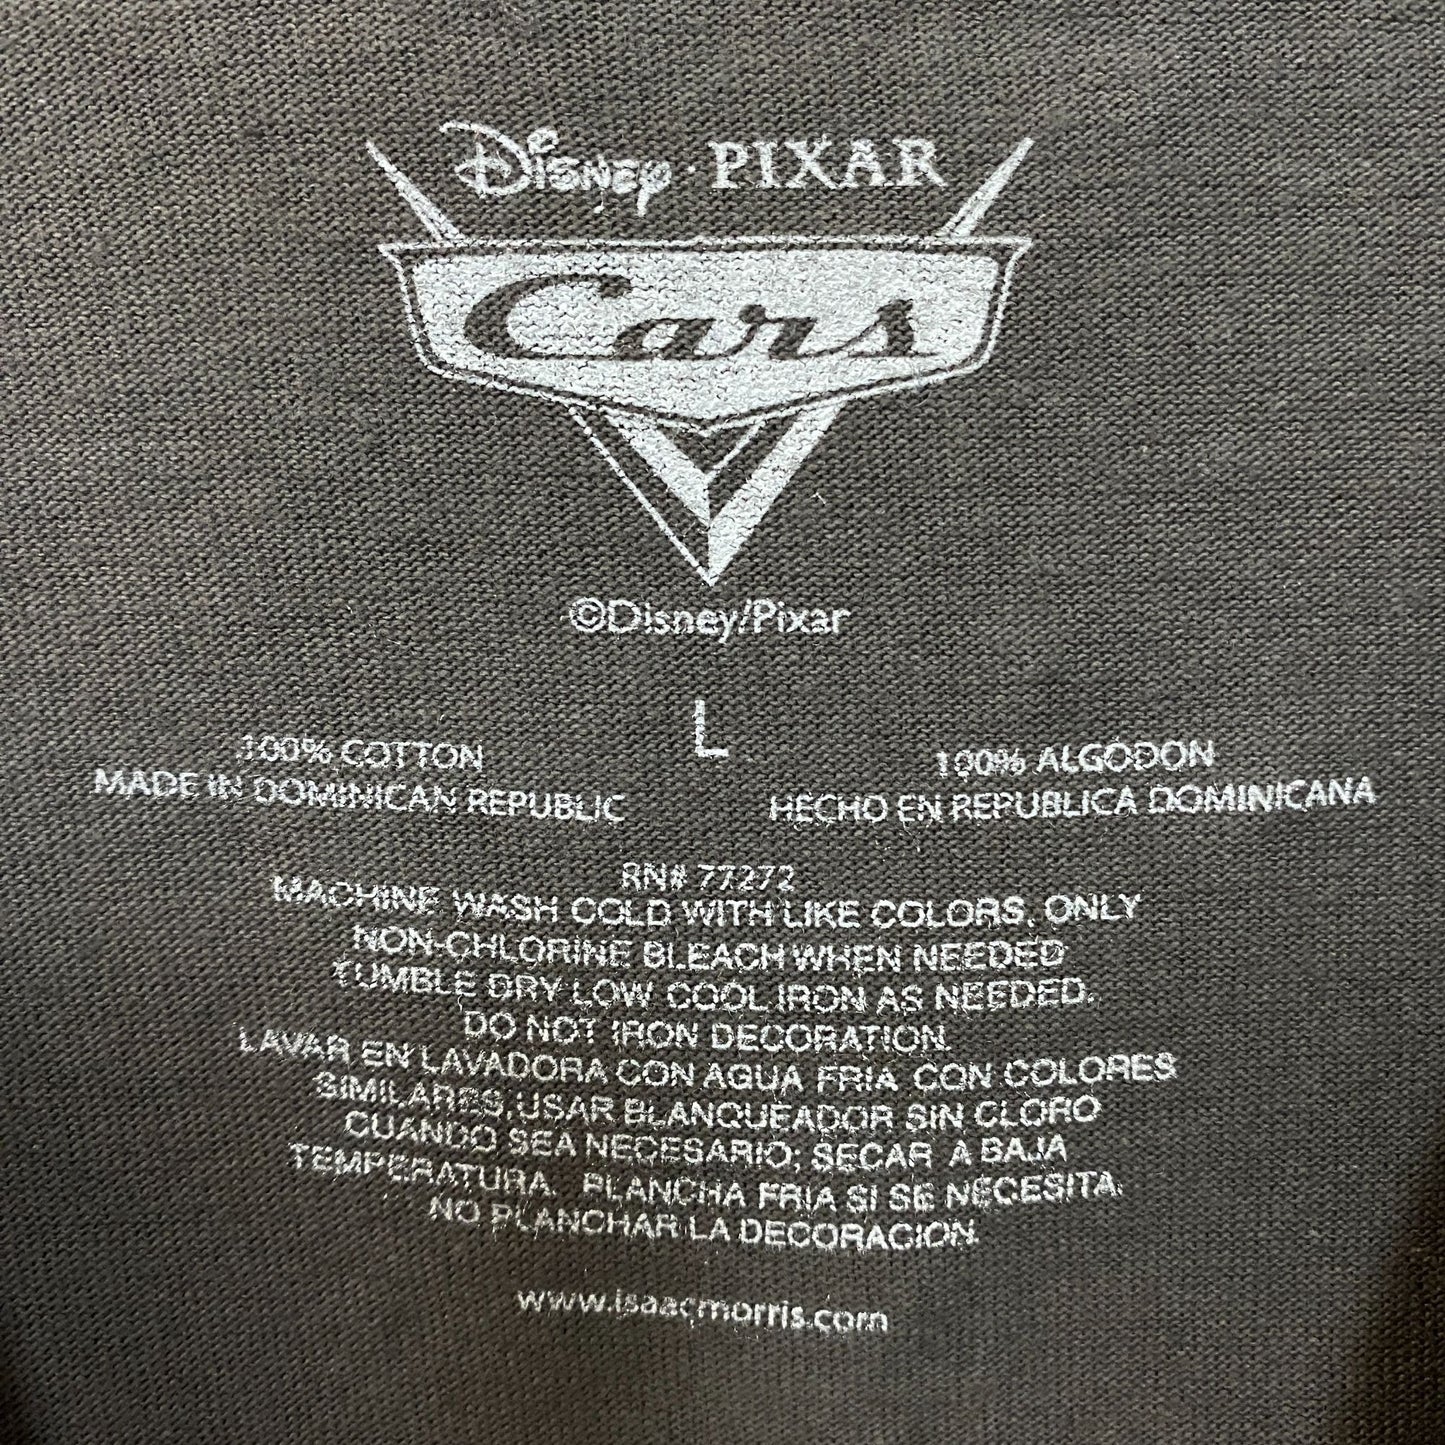 Disney · PIXAR
Cars
©Disney/Pixar
L
100% COTTON
MADE IN DOMINICAN REPUBLIC
100% ALGODON
HECHO EN REPUBLICA DOMINICANA
RN# 77272
MACHINE WASH COLD WITH LIKE COLORS, ONLY
NON-CHLORINE BLEACH WHEN NEEDED
TUMBLE DRY LOW COOL IRON AS NEEDED.
DO NOT IRON DECORATION.
LAVAR EN LAVADORA CON AGUA FRIA CON COLORES
SIMILARES, USAR BLANQUEADOR SIN CLORO
CUANDO SEA NECESARIO; SECAR A BAJA
TEMPERATURA. PLANCHA FRIA SI SE NECESITA.
NO PLANCHAR LA DECORACION.
www.isaacmorris.com